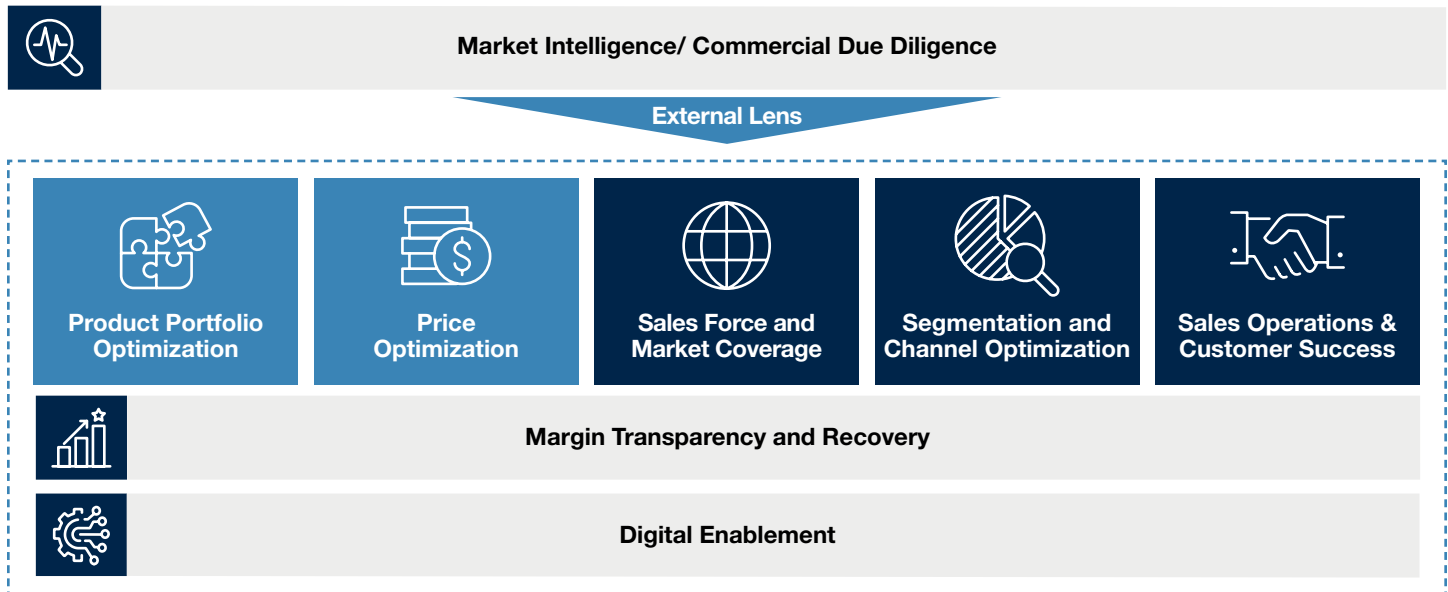 Market Intelligence/ Commercial Due Diligence
External Lens
Product Portfolio
Optimization
Price
Optimization
Sales Force and
Market Coverage
Segmentation and
Channel Optimization
Sales Operations &
Customer Success
Margin Transparency and Recovery
Digital Enablement